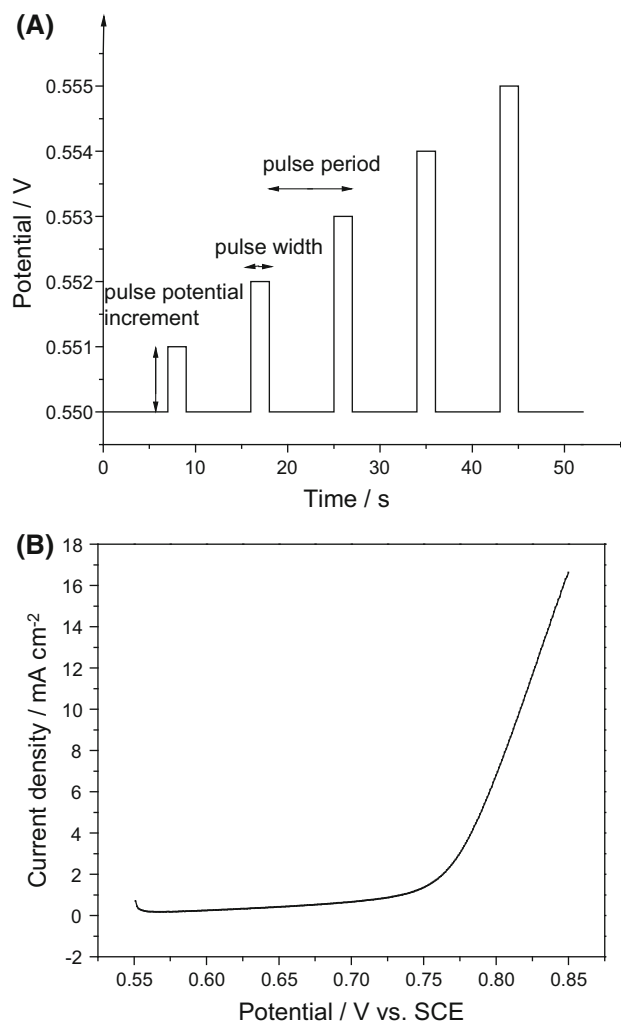 (A)
Potential / V
0.555
0.554
0.553
0.552
0.551
0.550
pulse period
pulse width
pulse potential
increment
0 10 20 30 40 50
Time / s
(B)
Current density / mA cm-2
18
16
14
12
10
8
6
4
2
0
-2
0.55 0.60 0.65 0.70 0.75 0.80 0.85
Potential / V vs. SCE